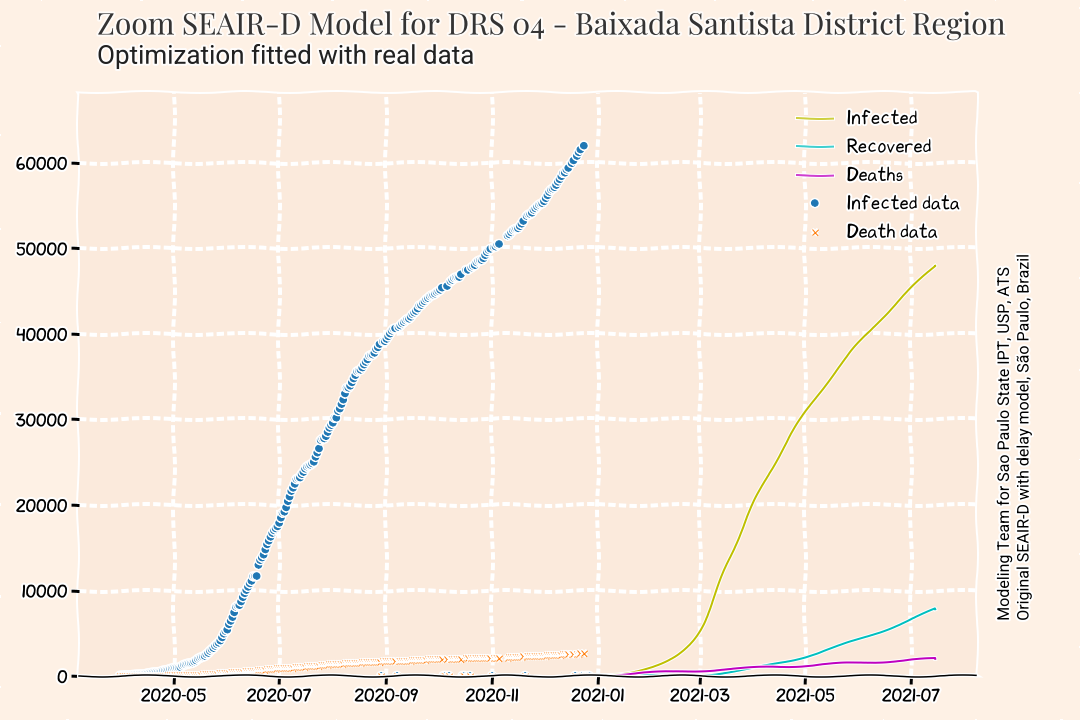 Zoom SEAIR-D Model for DRS 04 - Baixada Santista District Region
Optimization fitted with real data
Infected
Recovered
Deaths
Infected data
Death data
60000
50000
40000
30000
20000
10000
0
2020-05
2020-07
2020-09
2020-11
2021-01
2021-03
2021-05
2021-07
Modeling Team for Sao Paulo State IPT, USP, ATS
Original SEAIR-D with delay model, São Paulo, Brazil